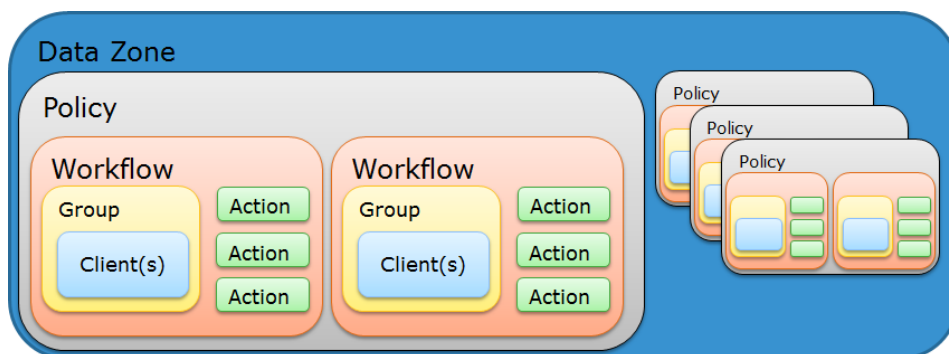 Data Zone
Policy
Workflow
Group
Client(s)
Action
Action
Action
Workflow
Group
Client(s)
Action
Action
Action
Policy
Policy
Policy